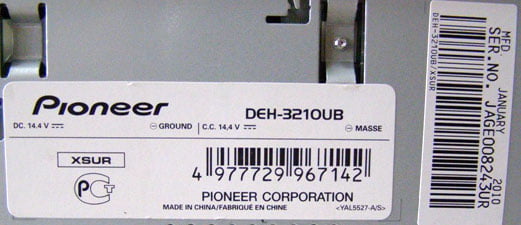 Pioneer DEH-3210UB
DC. 14.4 V ⎓ ⊖ GROUND | C.C. 14,4 V ⎓ ⊖ MASSE
XSUR
PCT
4 977729 967142
PIONEER CORPORATION
MADE IN CHINA/FABRIQUÉ EN CHINE <YAL5527-A/S>
MFD JANUARY 2010
SER.NO. JAGE008243UR
DEH-3210UB/XSUR